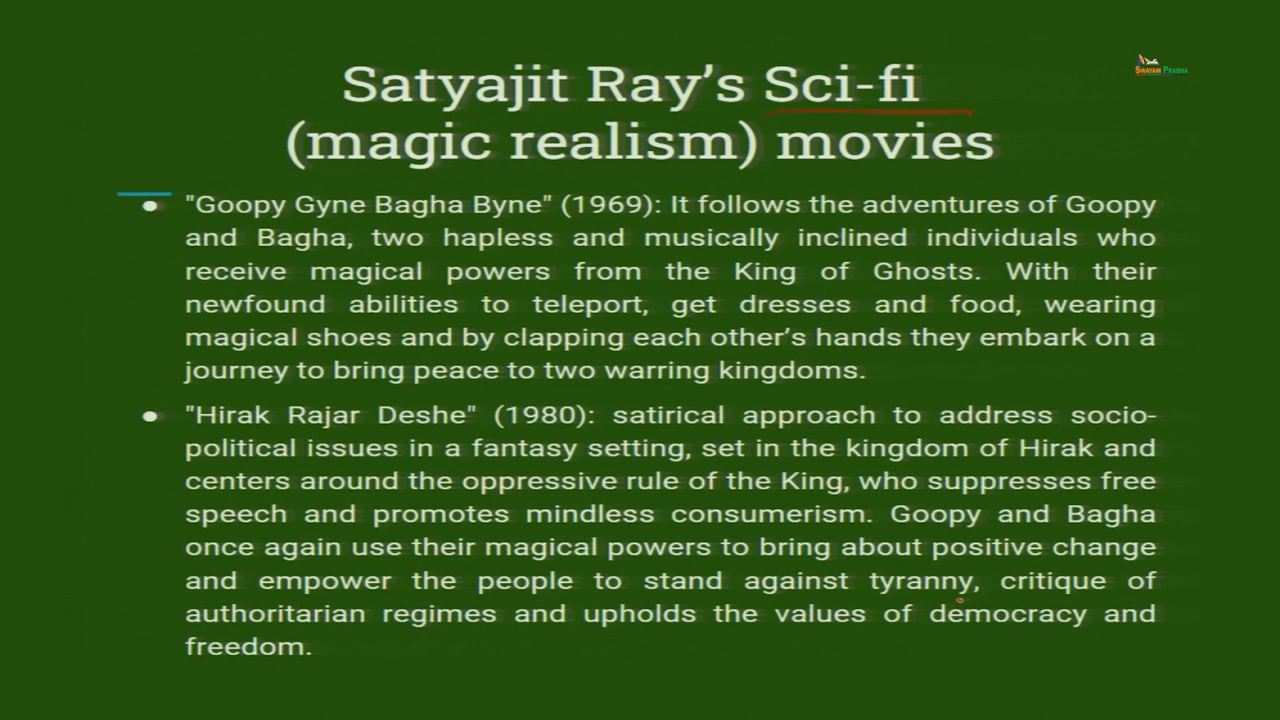 Satyajit Ray’s Sci-fi
(magic realism) movies
SWAYAM PRABHA
• "Goopy Gyne Bagha Byne" (1969): It follows the adventures of Goopy
and Bagha, two hapless and musically inclined individuals who
receive magical powers from the King of Ghosts. With their
newfound abilities to teleport, get dresses and food, wearing
magical shoes and by clapping each other’s hands they embark on a
journey to bring peace to two warring kingdoms.
• "Hirak Rajar Deshe" (1980): satirical approach to address socio-
political issues in a fantasy setting, set in the kingdom of Hirak and
centers around the oppressive rule of the King, who suppresses free
speech and promotes mindless consumerism. Goopy and Bagha
once again use their magical powers to bring about positive change
and empower the people to stand against tyranny, critique of
authoritarian regimes and upholds the values of democracy and
freedom.